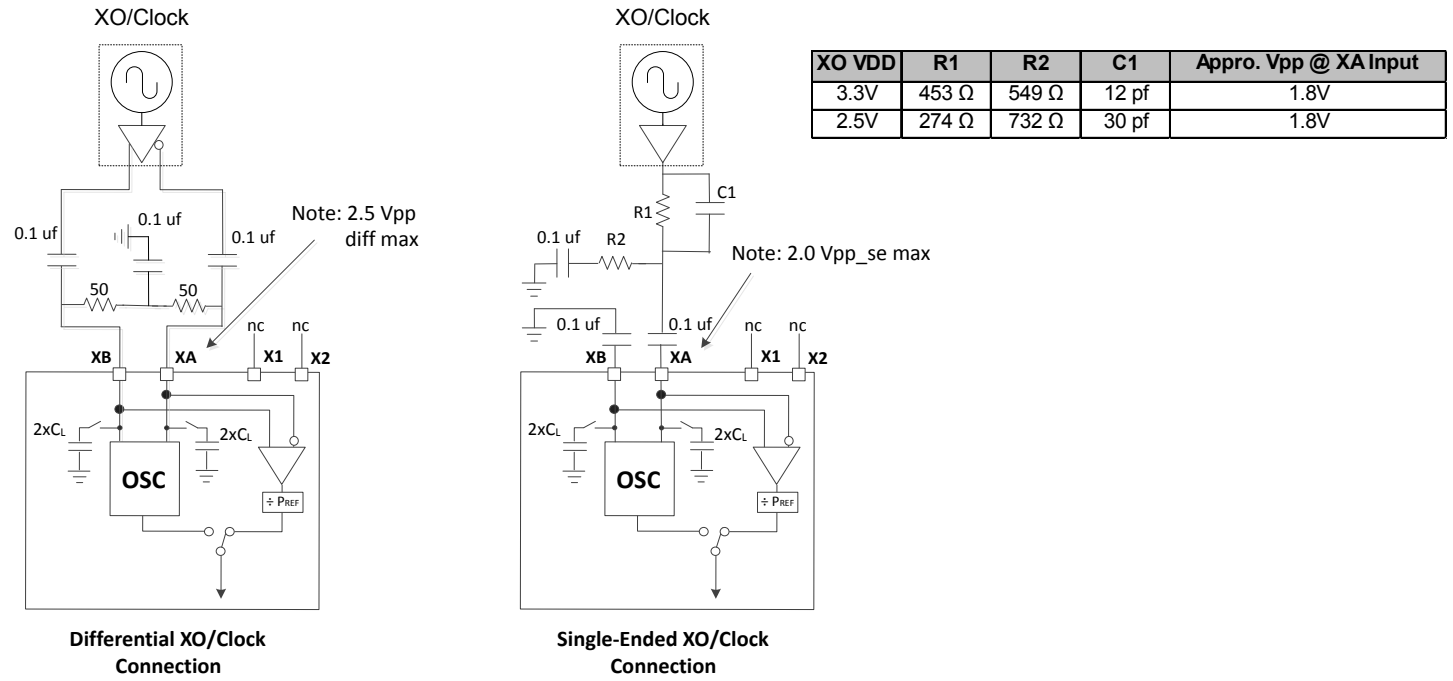 XO/Clock
0.1 uf
0.1 uf
0.1 uf
Note: 2.5 Vpp
diff max
50
50
nc
nc
XB
XA
X1
X2
2xCL
2xCL
OSC
÷ PREF
Differential XO/Clock
Connection
XO/Clock
C1
R1
0.1 uf
R2
Note: 2.0 Vpp_se max
0.1 uf
0.1 uf
nc
nc
XB
XA
X1
X2
2xCL
2xCL
OSC
÷ PREF
Single-Ended XO/Clock
Connection
XO VDD R1 R2 C1 Appro. Vpp @ XA Input
3.3V 453 Ω 549 Ω 12 pf 1.8V
2.5V 274 Ω 732 Ω 30 pf 1.8V